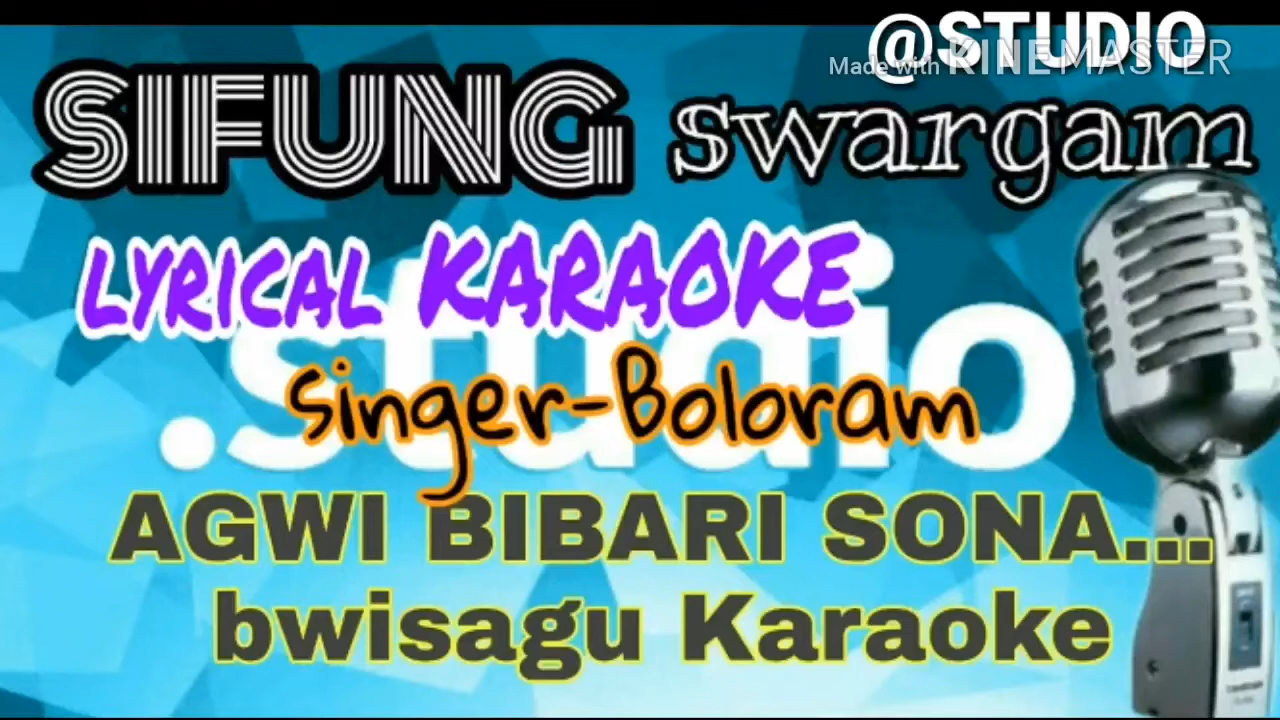 @STUDIO
Made with KINEMASTER
SIFUNG swargam
LYRICAL KARAOKE
.studio
singer-Boloram
AGWI BIBARI SONA...
bwisagu Karaoke